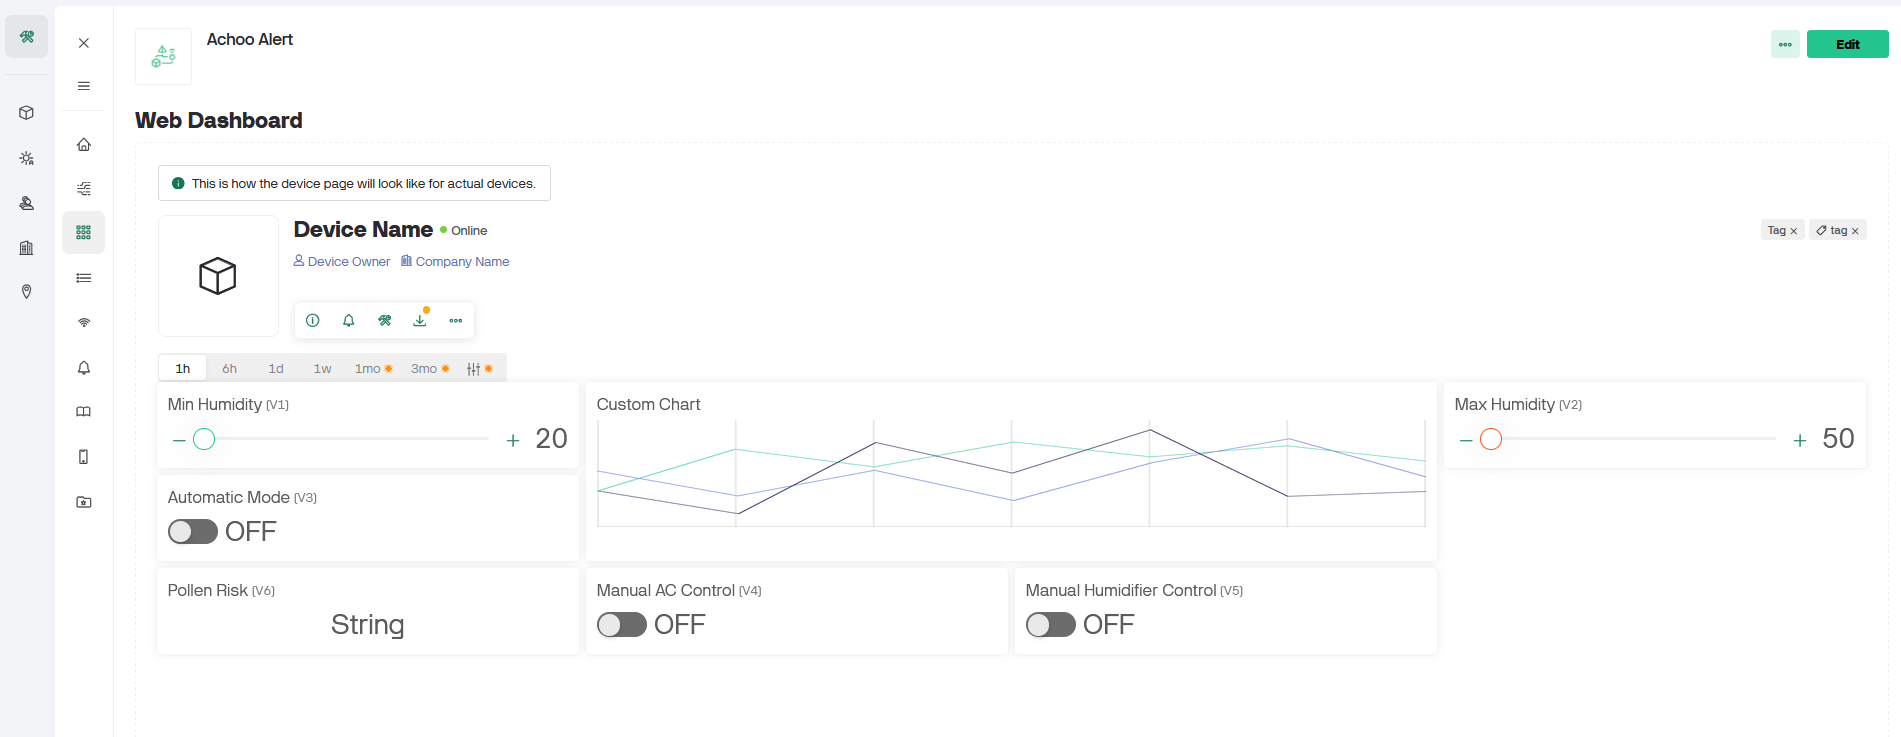 Achoo Alert
Edit
Web Dashboard
This is how the device page will look like for actual devices.
Device Name Online
Tag tag
Device Owner Company Name
1h 6h 1d 1w 1mo 3mo
Min Humidity (V1)
20
Custom Chart
Max Humidity (V2)
50
Automatic Mode (V3)
OFF
Pollen Risk (V6)
String
Manual AC Control (V4)
OFF
Manual Humidifier Control (V5)
OFF